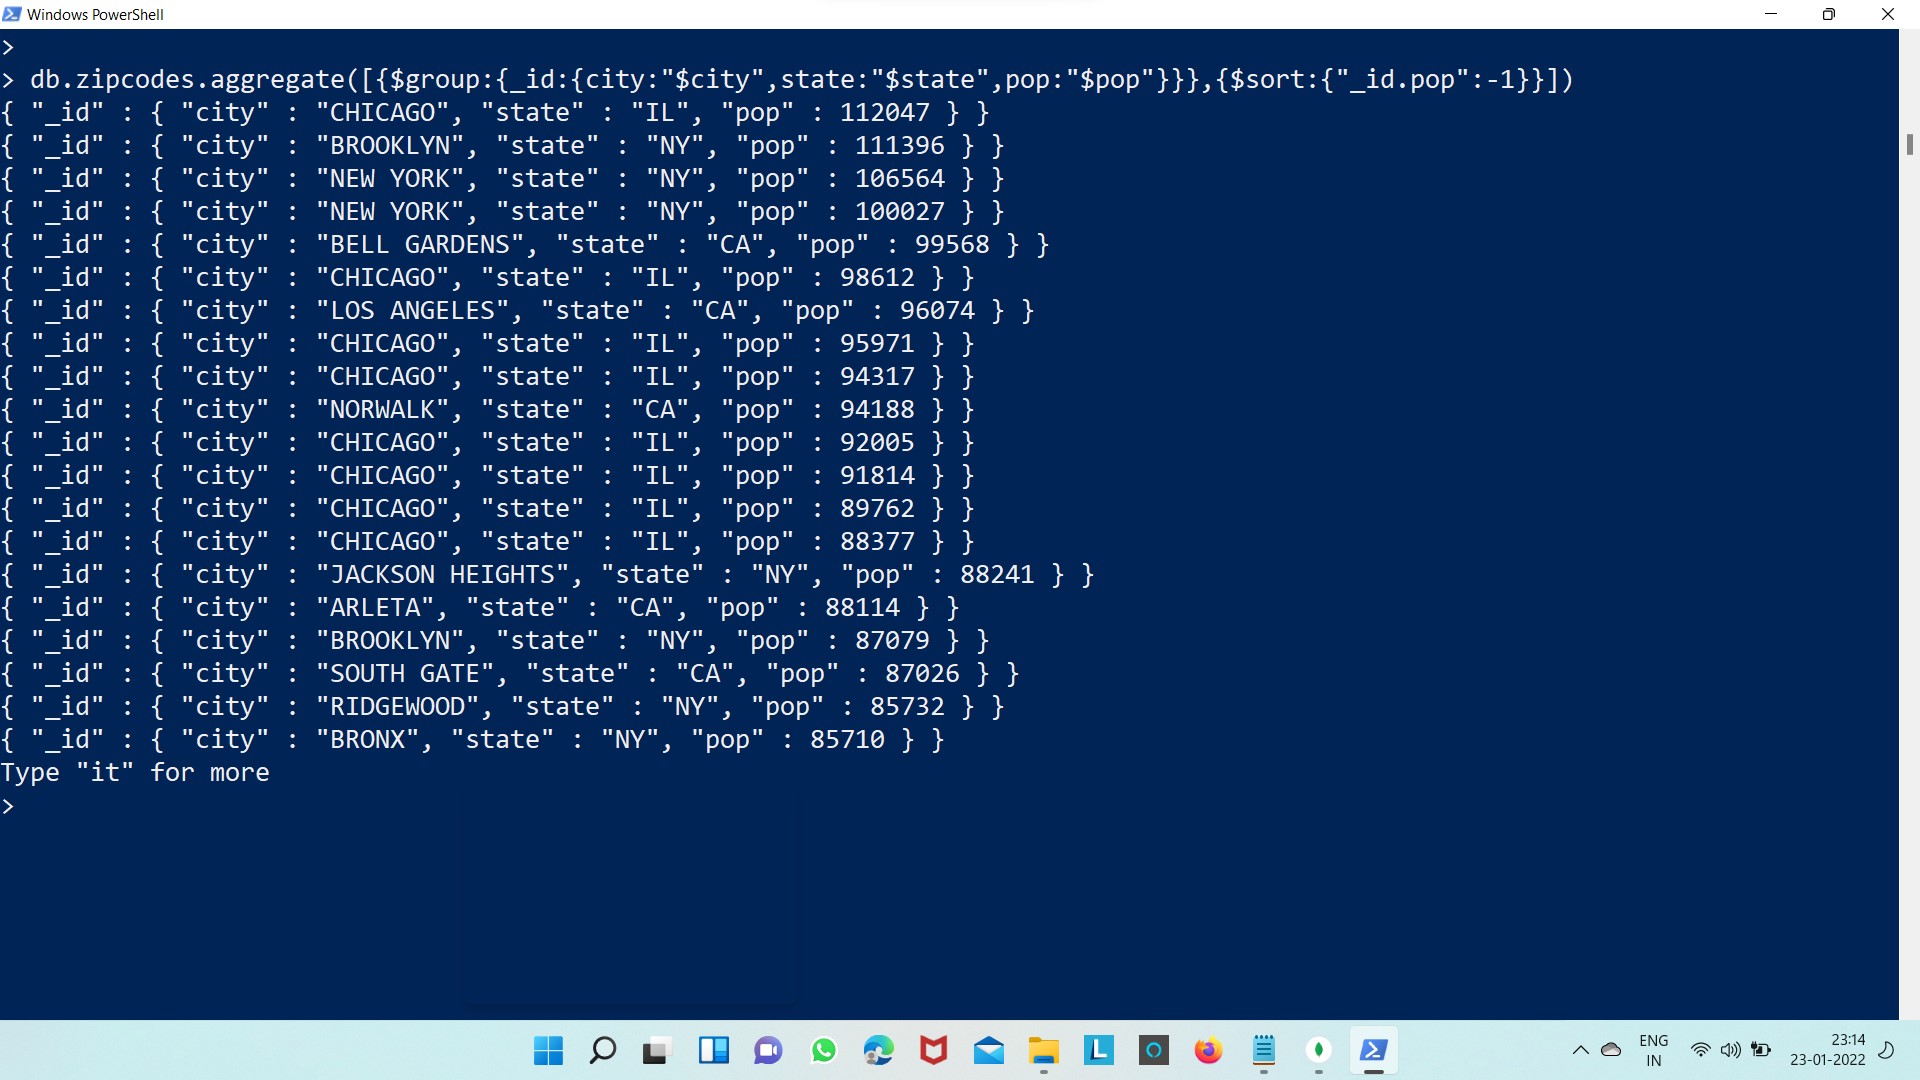 Windows PowerShell
>
> db.zipcodes.aggregate([{$group:{_id:{city:"$city",state:"$state",pop:"$pop"}}},{$sort:{"_id.pop":-1}}])
{ "_id" : { "city" : "CHICAGO", "state" : "IL", "pop" : 112047 } }
{ "_id" : { "city" : "BROOKLYN", "state" : "NY", "pop" : 111396 } }
{ "_id" : { "city" : "NEW YORK", "state" : "NY", "pop" : 106564 } }
{ "_id" : { "city" : "NEW YORK", "state" : "NY", "pop" : 100027 } }
{ "_id" : { "city" : "BELL GARDENS", "state" : "CA", "pop" : 99568 } }
{ "_id" : { "city" : "CHICAGO", "state" : "IL", "pop" : 98612 } }
{ "_id" : { "city" : "LOS ANGELES", "state" : "CA", "pop" : 96074 } }
{ "_id" : { "city" : "CHICAGO", "state" : "IL", "pop" : 95971 } }
{ "_id" : { "city" : "CHICAGO", "state" : "IL", "pop" : 94317 } }
{ "_id" : { "city" : "NORWALK", "state" : "CA", "pop" : 94188 } }
{ "_id" : { "city" : "CHICAGO", "state" : "IL", "pop" : 92005 } }
{ "_id" : { "city" : "CHICAGO", "state" : "IL", "pop" : 91814 } }
{ "_id" : { "city" : "CHICAGO", "state" : "IL", "pop" : 89762 } }
{ "_id" : { "city" : "CHICAGO", "state" : "IL", "pop" : 88377 } }
{ "_id" : { "city" : "JACKSON HEIGHTS", "state" : "NY", "pop" : 88241 } }
{ "_id" : { "city" : "ARLETA", "state" : "CA", "pop" : 88114 } }
{ "_id" : { "city" : "BROOKLYN", "state" : "NY", "pop" : 87079 } }
{ "_id" : { "city" : "SOUTH GATE", "state" : "CA", "pop" : 87026 } }
{ "_id" : { "city" : "RIDGEWOOD", "state" : "NY", "pop" : 85732 } }
{ "_id" : { "city" : "BRONX", "state" : "NY", "pop" : 85710 } }
Type "it" for more
>
L
ENG
IN
23:14
23-01-2022